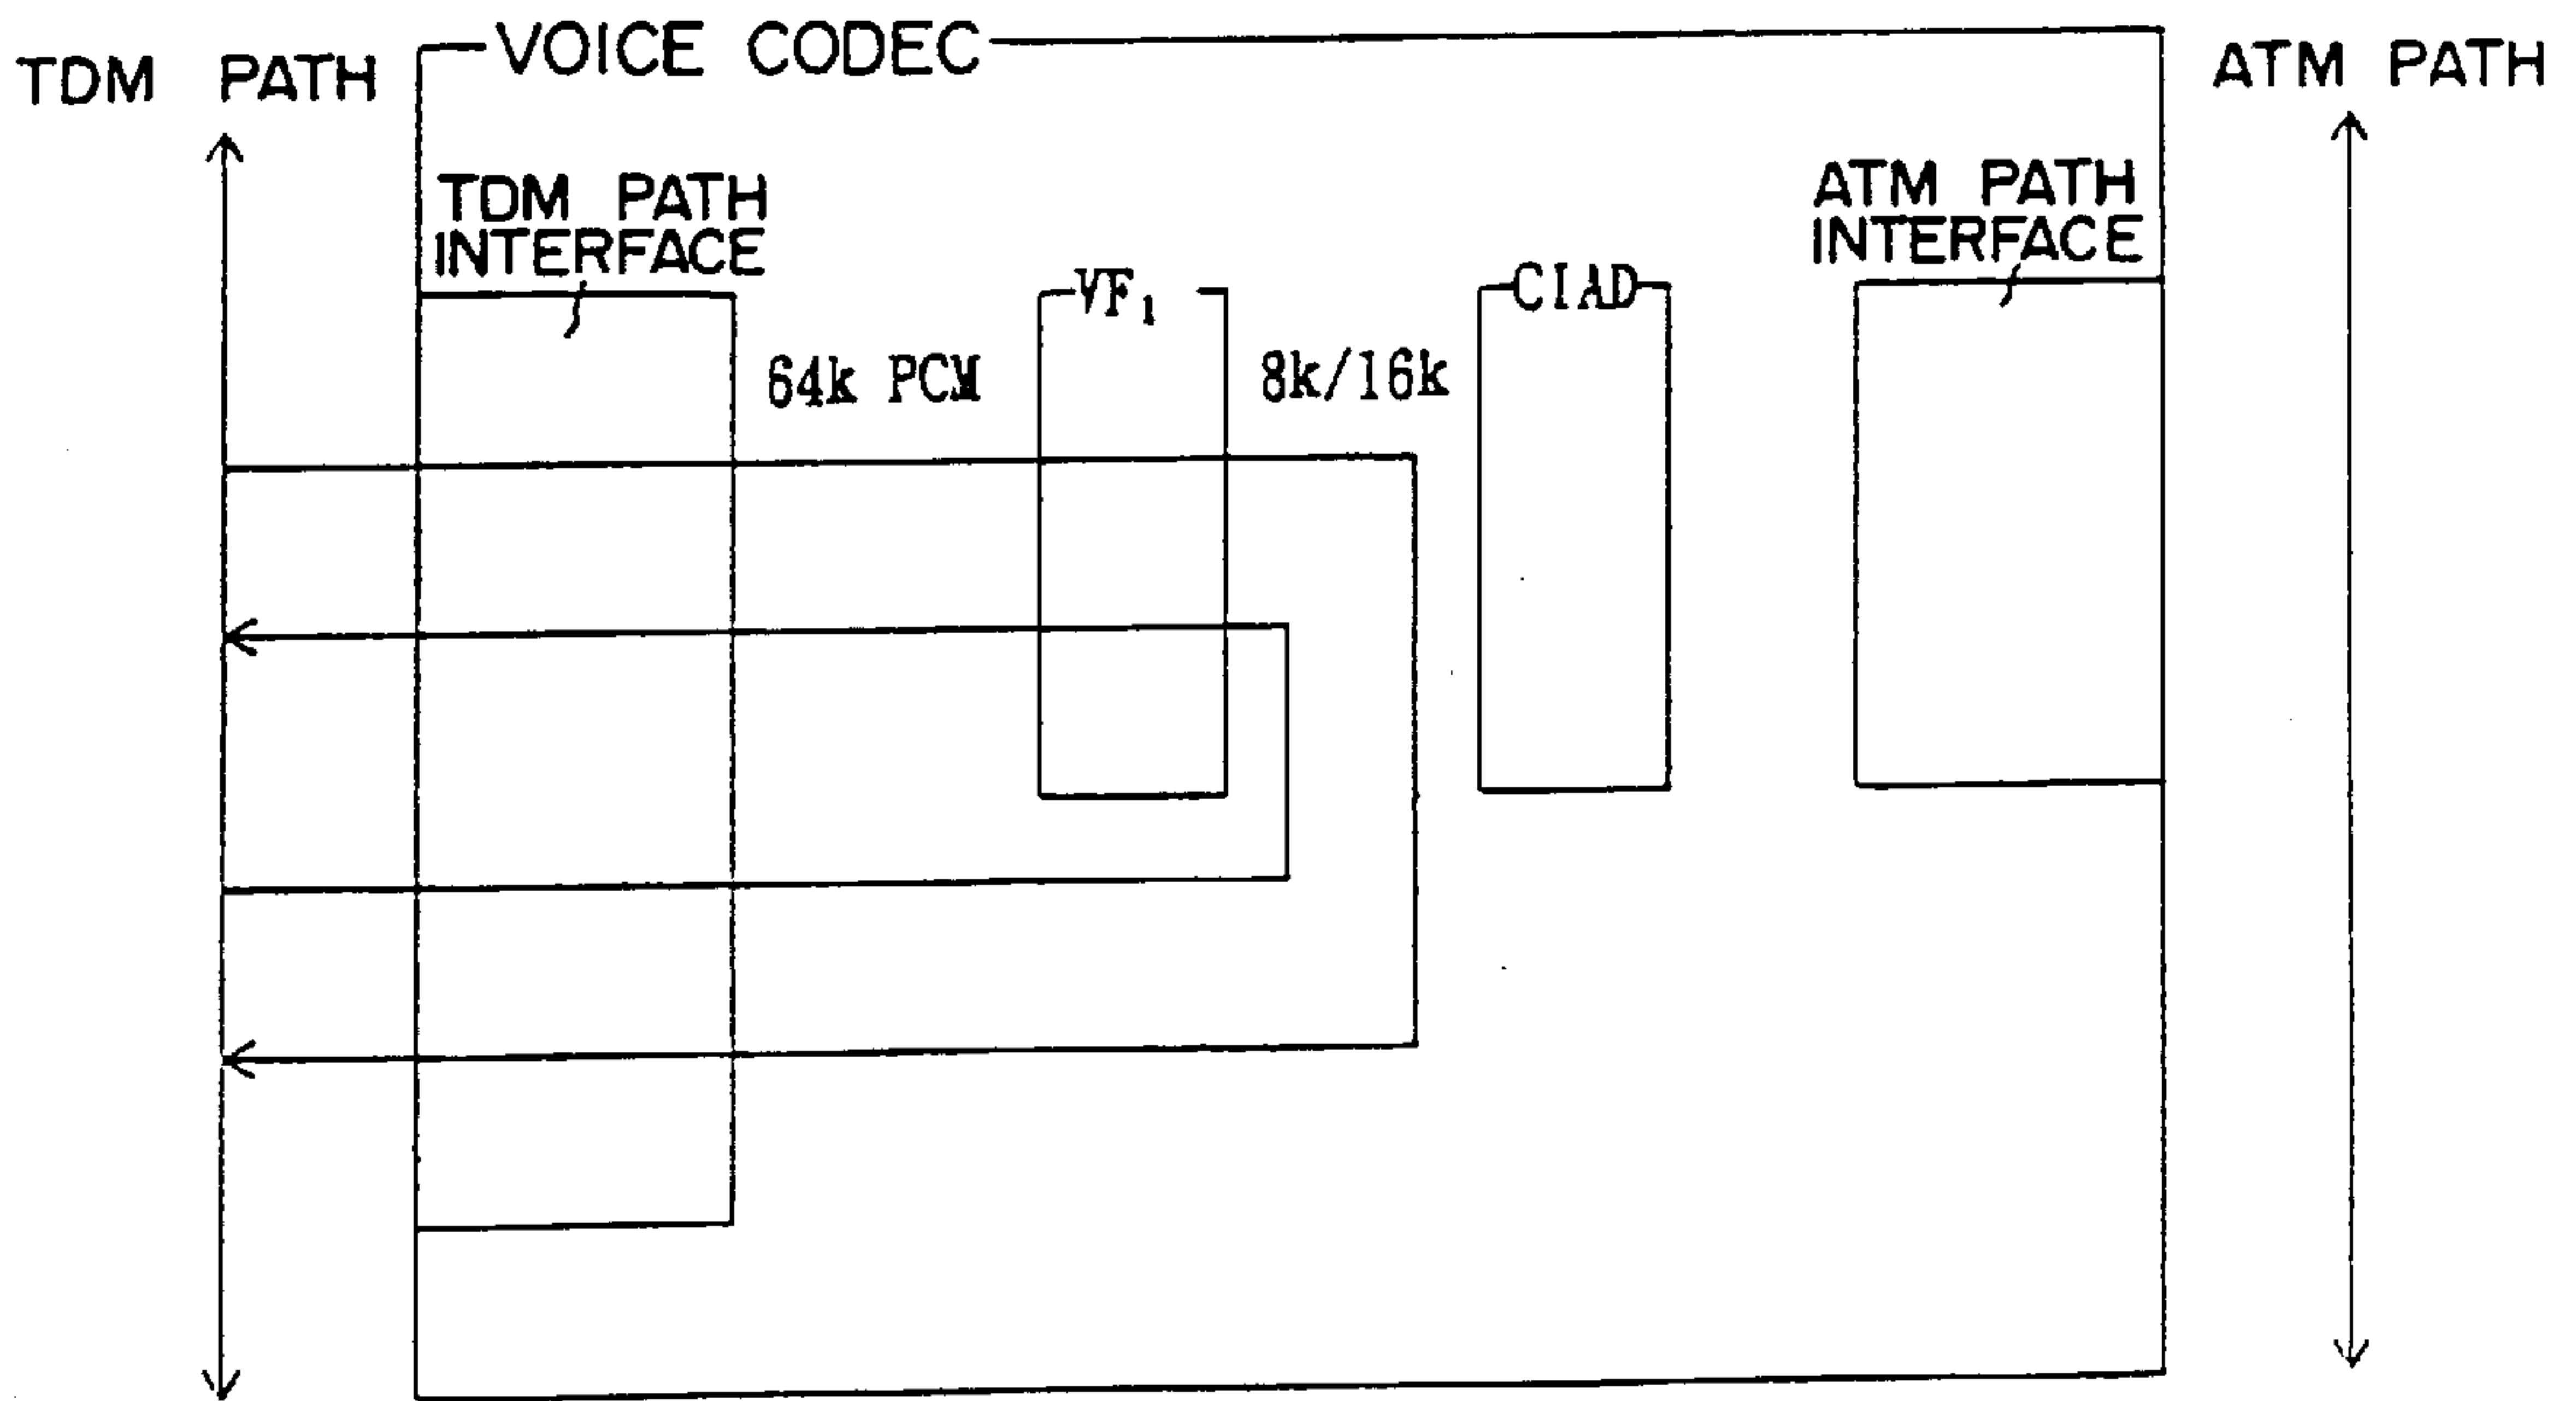 VOICE CODEC
TDM PATH
ATM PATH
TDM PATH
INTERFACE
ATM PATH
INTERFACE
VF₁
CIAD
64k PCM
8k/16k